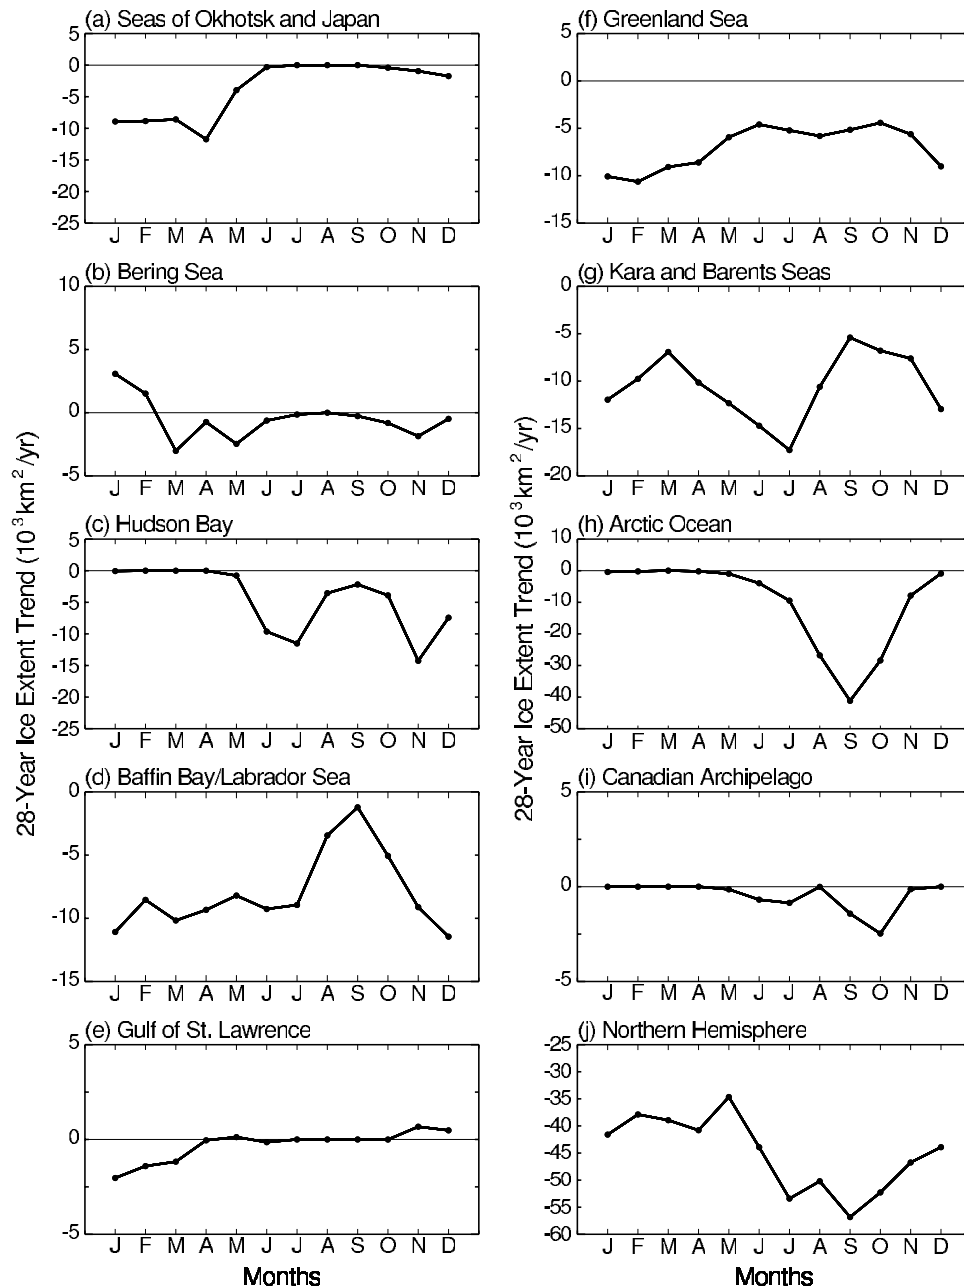 (a) Seas of Okhotsk and Japan
5
0
-5
-10
-15
-20
-25
J F M A M J J A S O N D
(b) Bering Sea
10
5
0
-5
J F M A M J J A S O N D
(c) Hudson Bay
5
0
-5
-10
-15
-20
-25
J F M A M J J A S O N D
(d) Baffin Bay/Labrador Sea
0
-5
-10
-15
J F M A M J J A S O N D
(e) Gulf of St. Lawrence
5
0
-5
J F M A M J J A S O N D
Months
28-Year Ice Extent Trend (10³ km²/yr)
(f) Greenland Sea
5
0
-5
-10
-15
J F M A M J J A S O N D
(g) Kara and Barents Seas
0
-5
-10
-15
-20
J F M A M J J A S O N D
(h) Arctic Ocean
10
0
-10
-20
-30
-40
-50
J F M A M J J A S O N D
(i) Canadian Archipelago
5
0
-5
J F M A M J J A S O N D
(j) Northern Hemisphere
-25
-30
-35
-40
-45
-50
-55
-60
J F M A M J J A S O N D
Months
28-Year Ice Extent Trend (10³ km²/yr)